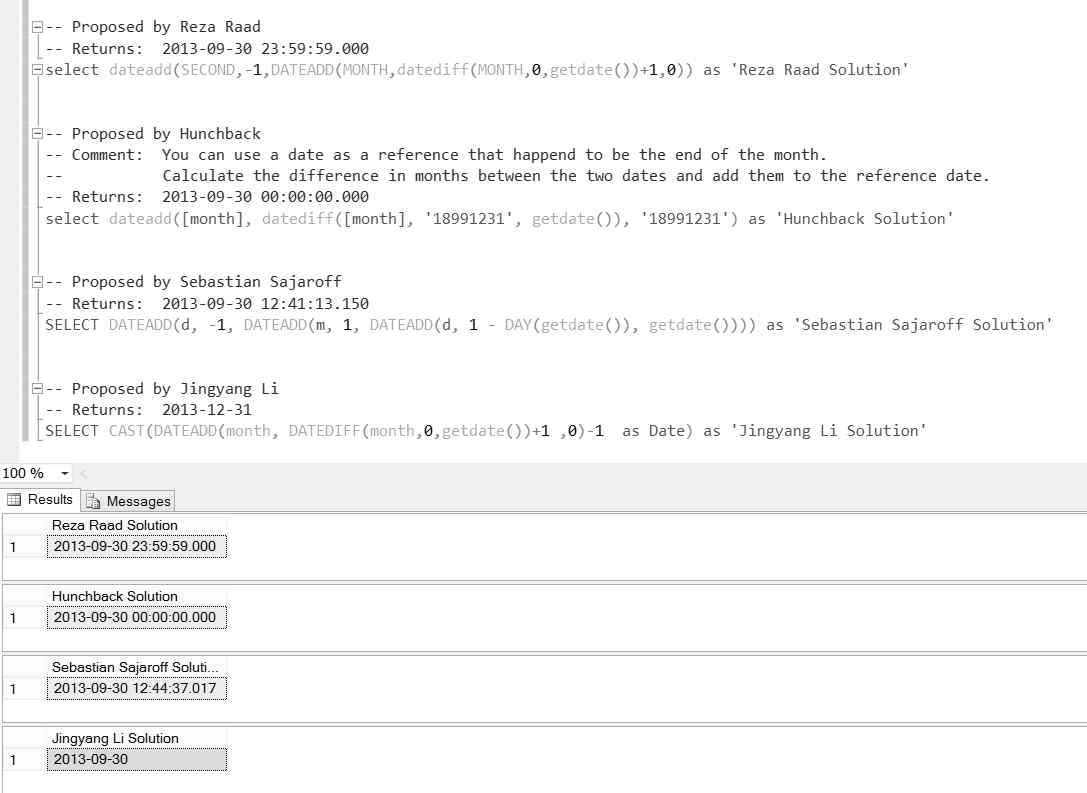 -- Proposed by Reza Raad
-- Returns:  2013-09-30 23:59:59.000
select dateadd(SECOND,-1,DATEADD(MONTH,datediff(MONTH,0,getdate())+1,0)) as 'Reza Raad Solution'
-- Proposed by Hunchback
-- Comment:  You can use a date as a reference that happend to be the end of the month.
--           Calculate the difference in months between the two dates and add them to the reference date.
-- Returns:  2013-09-30 00:00:00.000
select dateadd([month], datediff([month], '18991231', getdate()), '18991231') as 'Hunchback Solution'
-- Proposed by Sebastian Sajaroff
-- Returns:  2013-09-30 12:41:13.150
SELECT DATEADD(d, -1, DATEADD(m, 1, DATEADD(d, 1 - DAY(getdate()), getdate()))) as 'Sebastian Sajaroff Solution'
-- Proposed by Jingyang Li
-- Returns:  2013-12-31
SELECT CAST(DATEADD(month, DATEDIFF(month,0,getdate())+1 ,0)-1  as Date) as 'Jingyang Li Solution'
100 %
Results Messages
Reza Raad Solution
1 2013-09-30 23:59:59.000
Hunchback Solution
1 2013-09-30 00:00:00.000
Sebastian Sajaroff Soluti...
1 2013-09-30 12:44:37.017
Jingyang Li Solution
1 2013-09-30